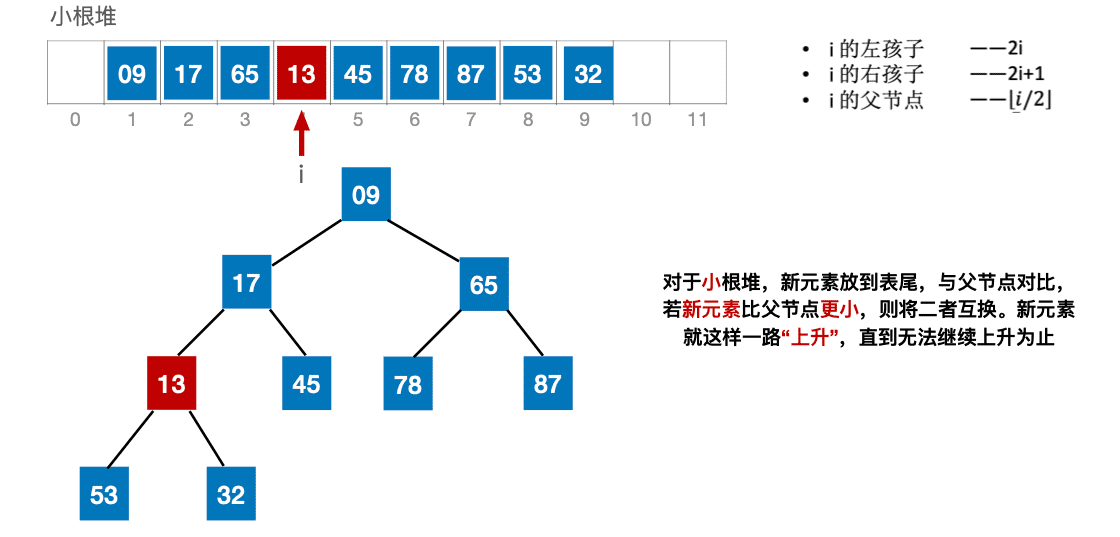 小根堆
09 17 65 13 45 78 87 53 32
0 1 2 3 5 6 7 8 9 10 11
i
• i 的左孩子 ——2i
• i 的右孩子 ——2i+1
• i 的父节点 ——⌊i/2⌋
09
17 65
13 45 78 87
53 32
对于小根堆，新元素放到表尾，与父节点对比，
若新元素比父节点更小，则将二者互换。新元素
就这样一路“上升”，直到无法继续上升为止